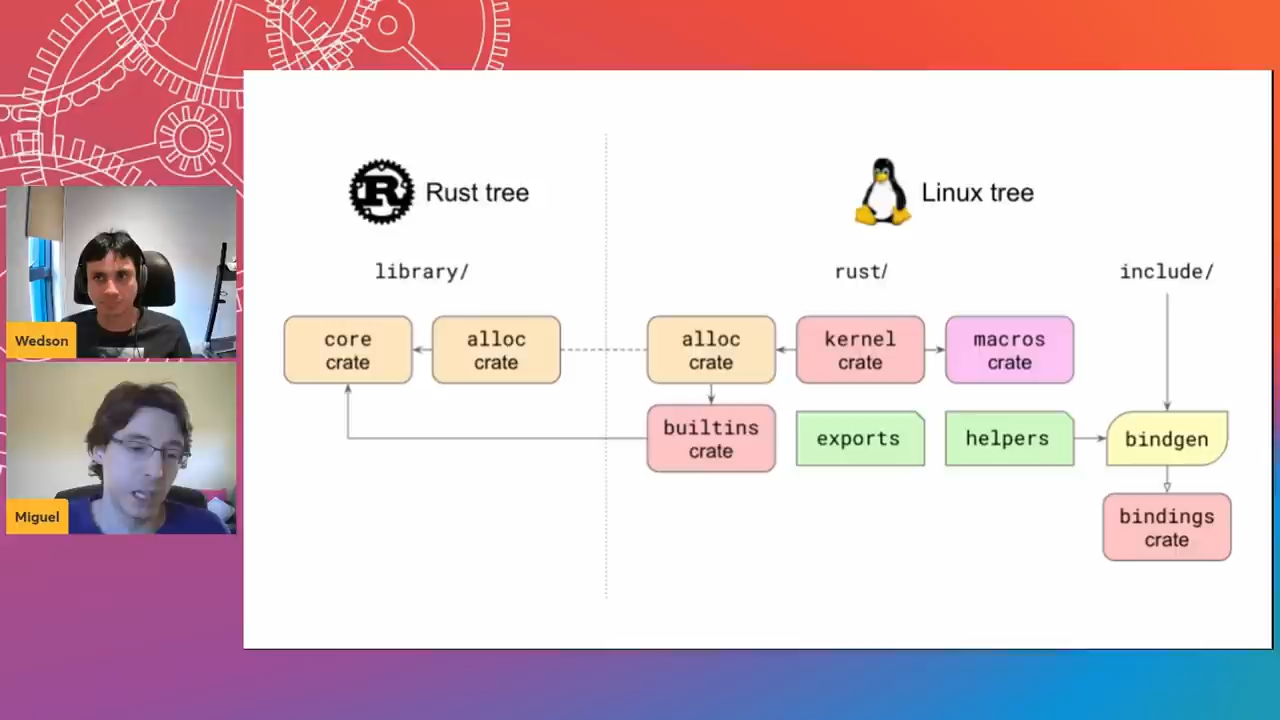 Rust tree
Linux tree
library/
rust/
include/
core
crate
alloc
crate
alloc
crate
kernel
crate
macros
crate
builtins
crate
exports
helpers
bindgen
bindings
crate
Wedson
Miguel